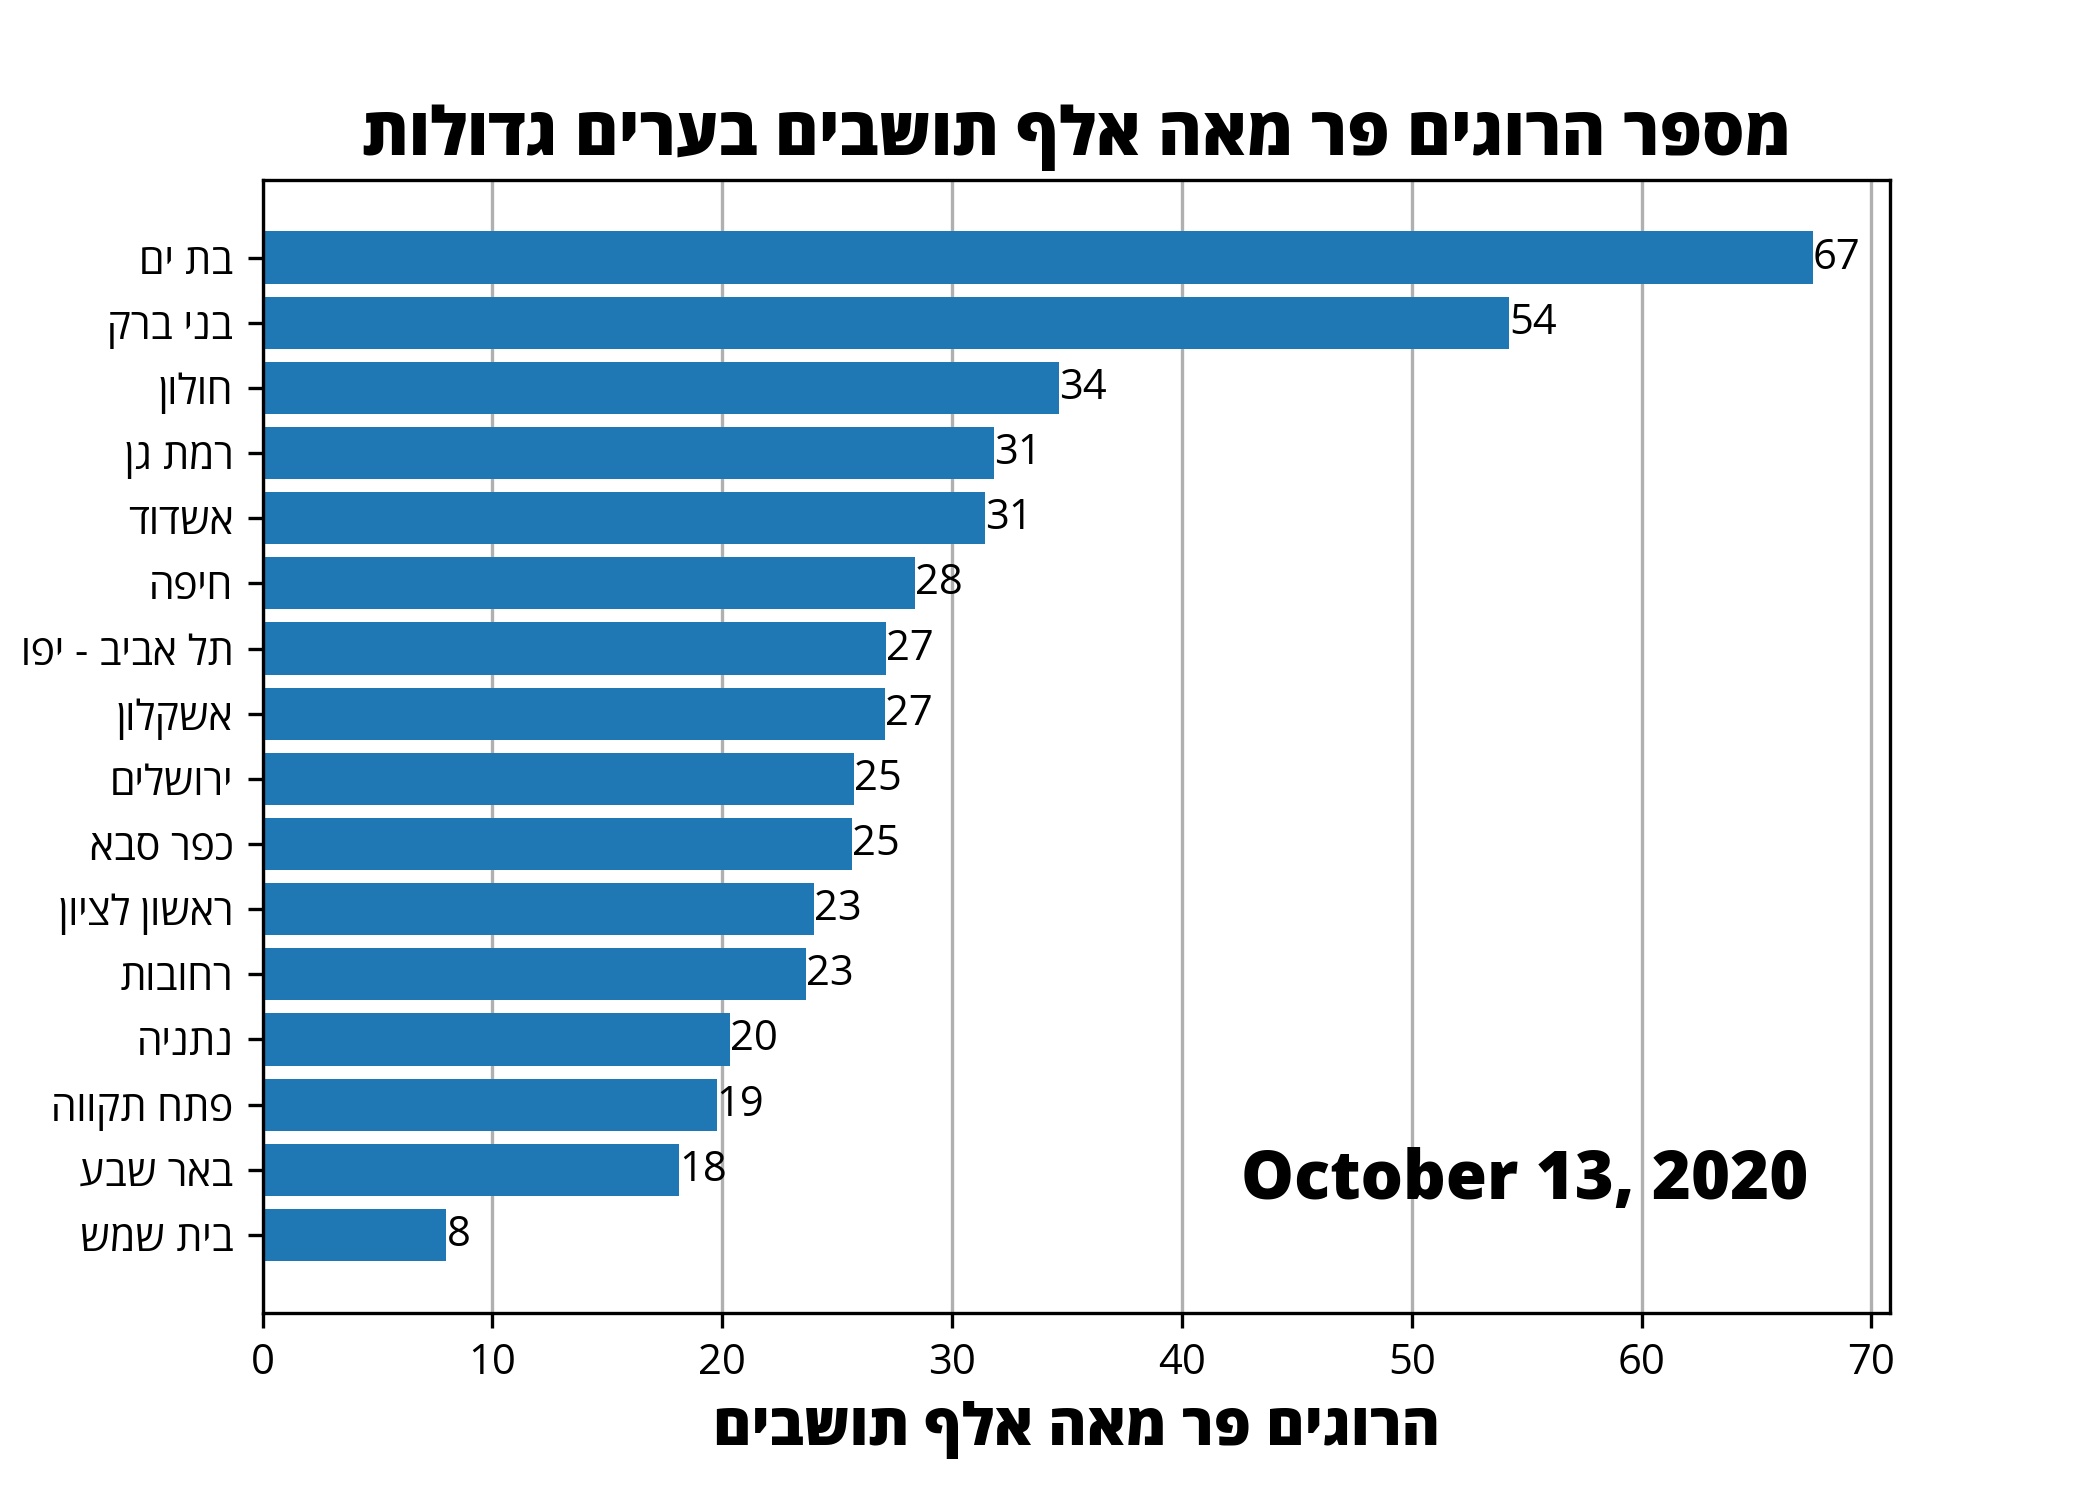 מספר הרוגים פר מאה אלף תושבים בערים גדולות
בת ים 67
בני ברק 54
חולון 34
רמת גן 31
אשדוד 31
חיפה 28
תל אביב - יפו 27
אשקלון 27
ירושלים 25
כפר סבא 25
ראשון לציון 23
רחובות 23
נתניה 20
פתח תקווה 19
באר שבע 18
בית שמש 8
October 13, 2020
0 10 20 30 40 50 60 70
הרוגים פר מאה אלף תושבים